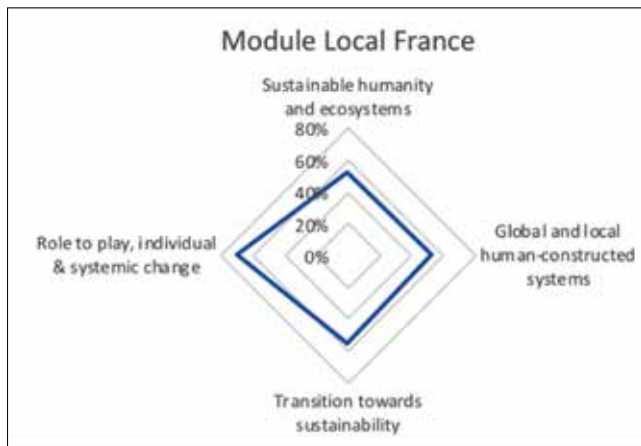 Module Local France
Sustainable humanity
and ecosystems
80%
60%
40%
20%
0%
Role to play, individual
& systemic change
Global and local
human-constructed
systems
Transition towards
sustainability